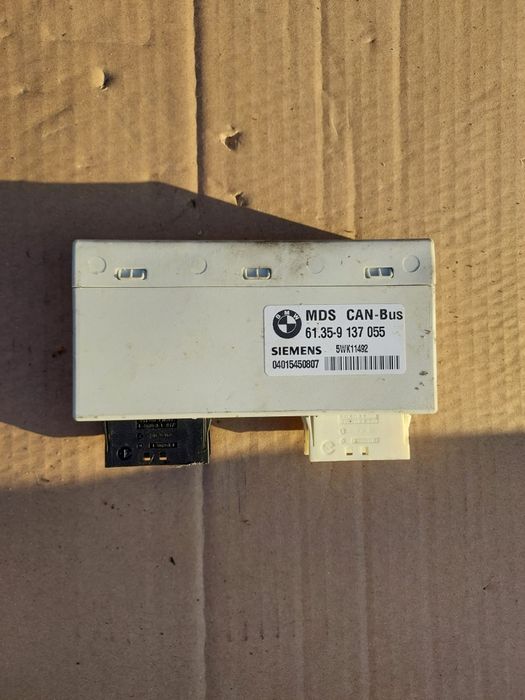 BMW
MDS CAN-Bus
61.35-9 137 055
SIEMENS 5WK11492
04015450807